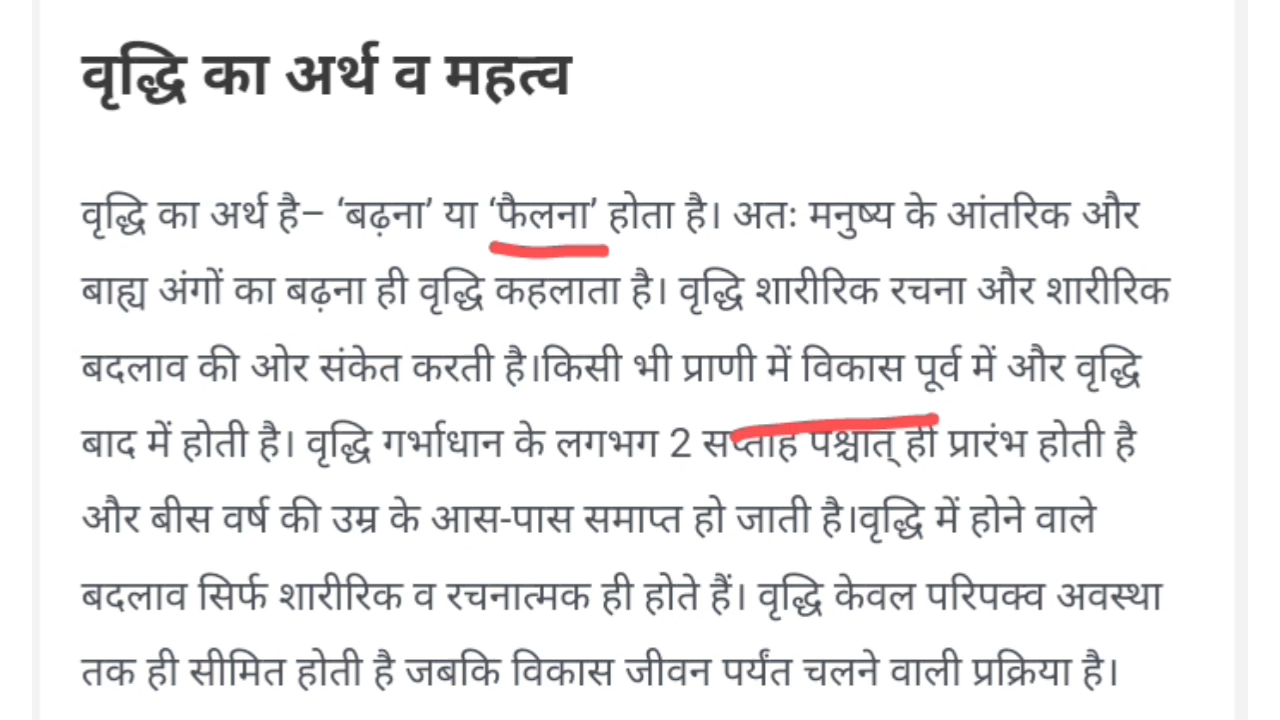 वृद्धि का अर्थ व महत्व
वृद्धि का अर्थ है– ‘बढ़ना’ या ‘फैलना’ होता है। अतः मनुष्य के आंतरिक और
बाह्य अंगों का बढ़ना ही वृद्धि कहलाता है। वृद्धि शारीरिक रचना और शारीरिक
बदलाव की ओर संकेत करती है।किसी भी प्राणी में विकास पूर्व में और वृद्धि
बाद में होती है। वृद्धि गर्भाधान के लगभग 2 सप्ताह पश्चात् ही प्रारंभ होती है
और बीस वर्ष की उम्र के आस-पास समाप्त हो जाती है।वृद्धि में होने वाले
बदलाव सिर्फ शारीरिक व रचनात्मक ही होते हैं। वृद्धि केवल परिपक्व अवस्था
तक ही सीमित होती है जबकि विकास जीवन पर्यंत चलने वाली प्रक्रिया है।